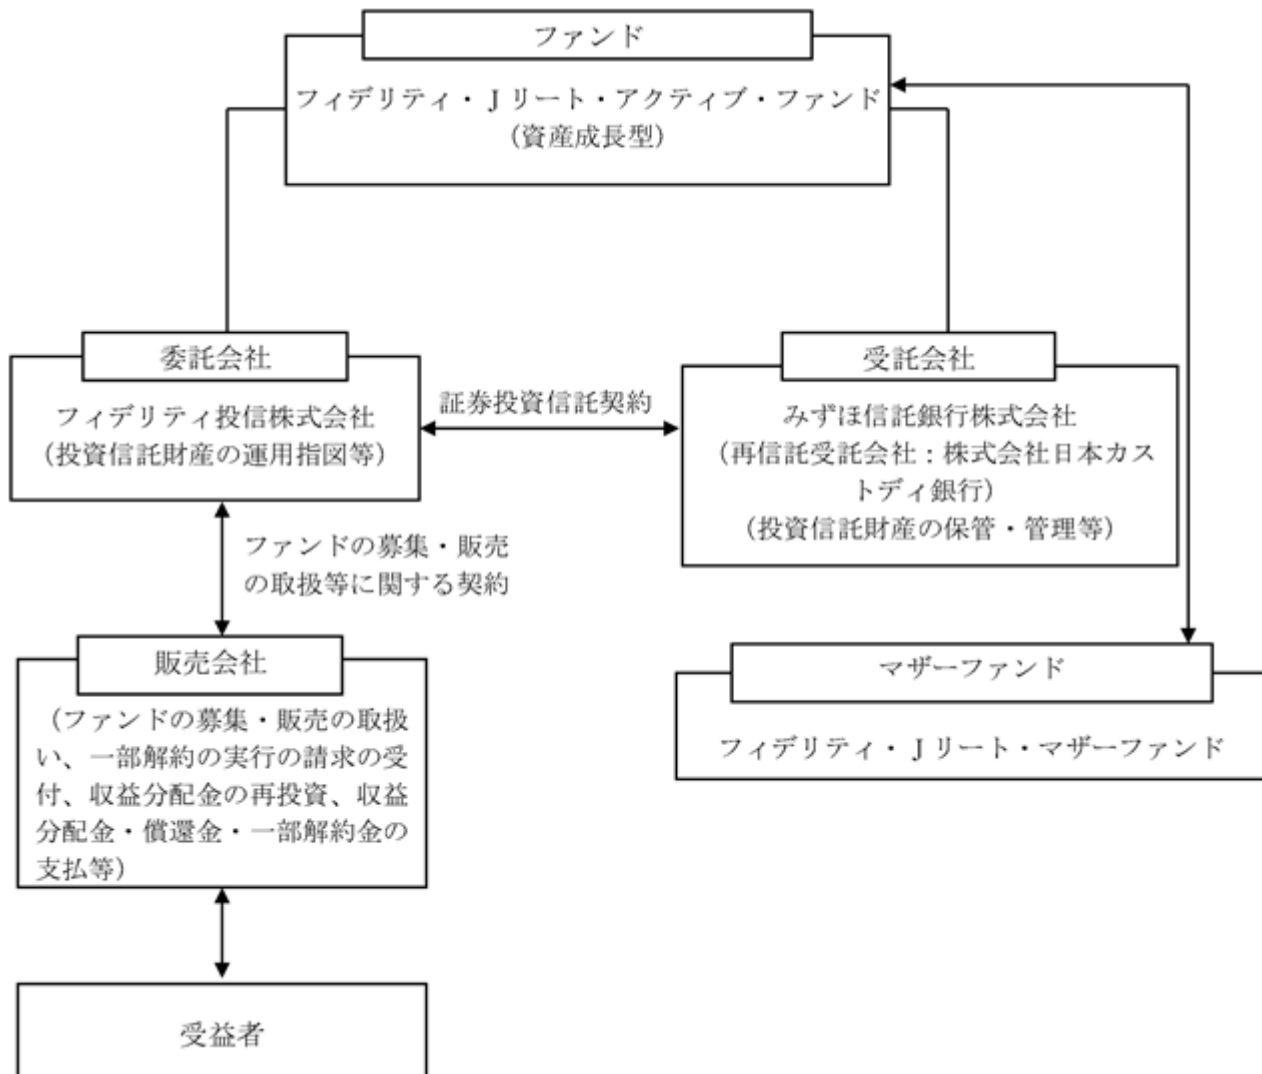 ファンド
フィデリティ・Jリート・アクティブ・ファンド
（資産成長型）
委託会社
フィデリティ投信株式会社
（投資信託財産の運用指図等）
証券投資信託契約
受託会社
みずほ信託銀行株式会社
（再信託受託会社：株式会社日本カス
トディ銀行）
（投資信託財産の保管・管理等）
ファンドの募集・販売
の取扱等に関する契約
販売会社
（ファンドの募集・販売の取扱
い、一部解約の実行の請求の受
付、収益分配金の再投資、収益
分配金・償還金・一部解約金の
支払等）
マザーファンド
フィデリティ・Jリート・マザーファンド
受益者